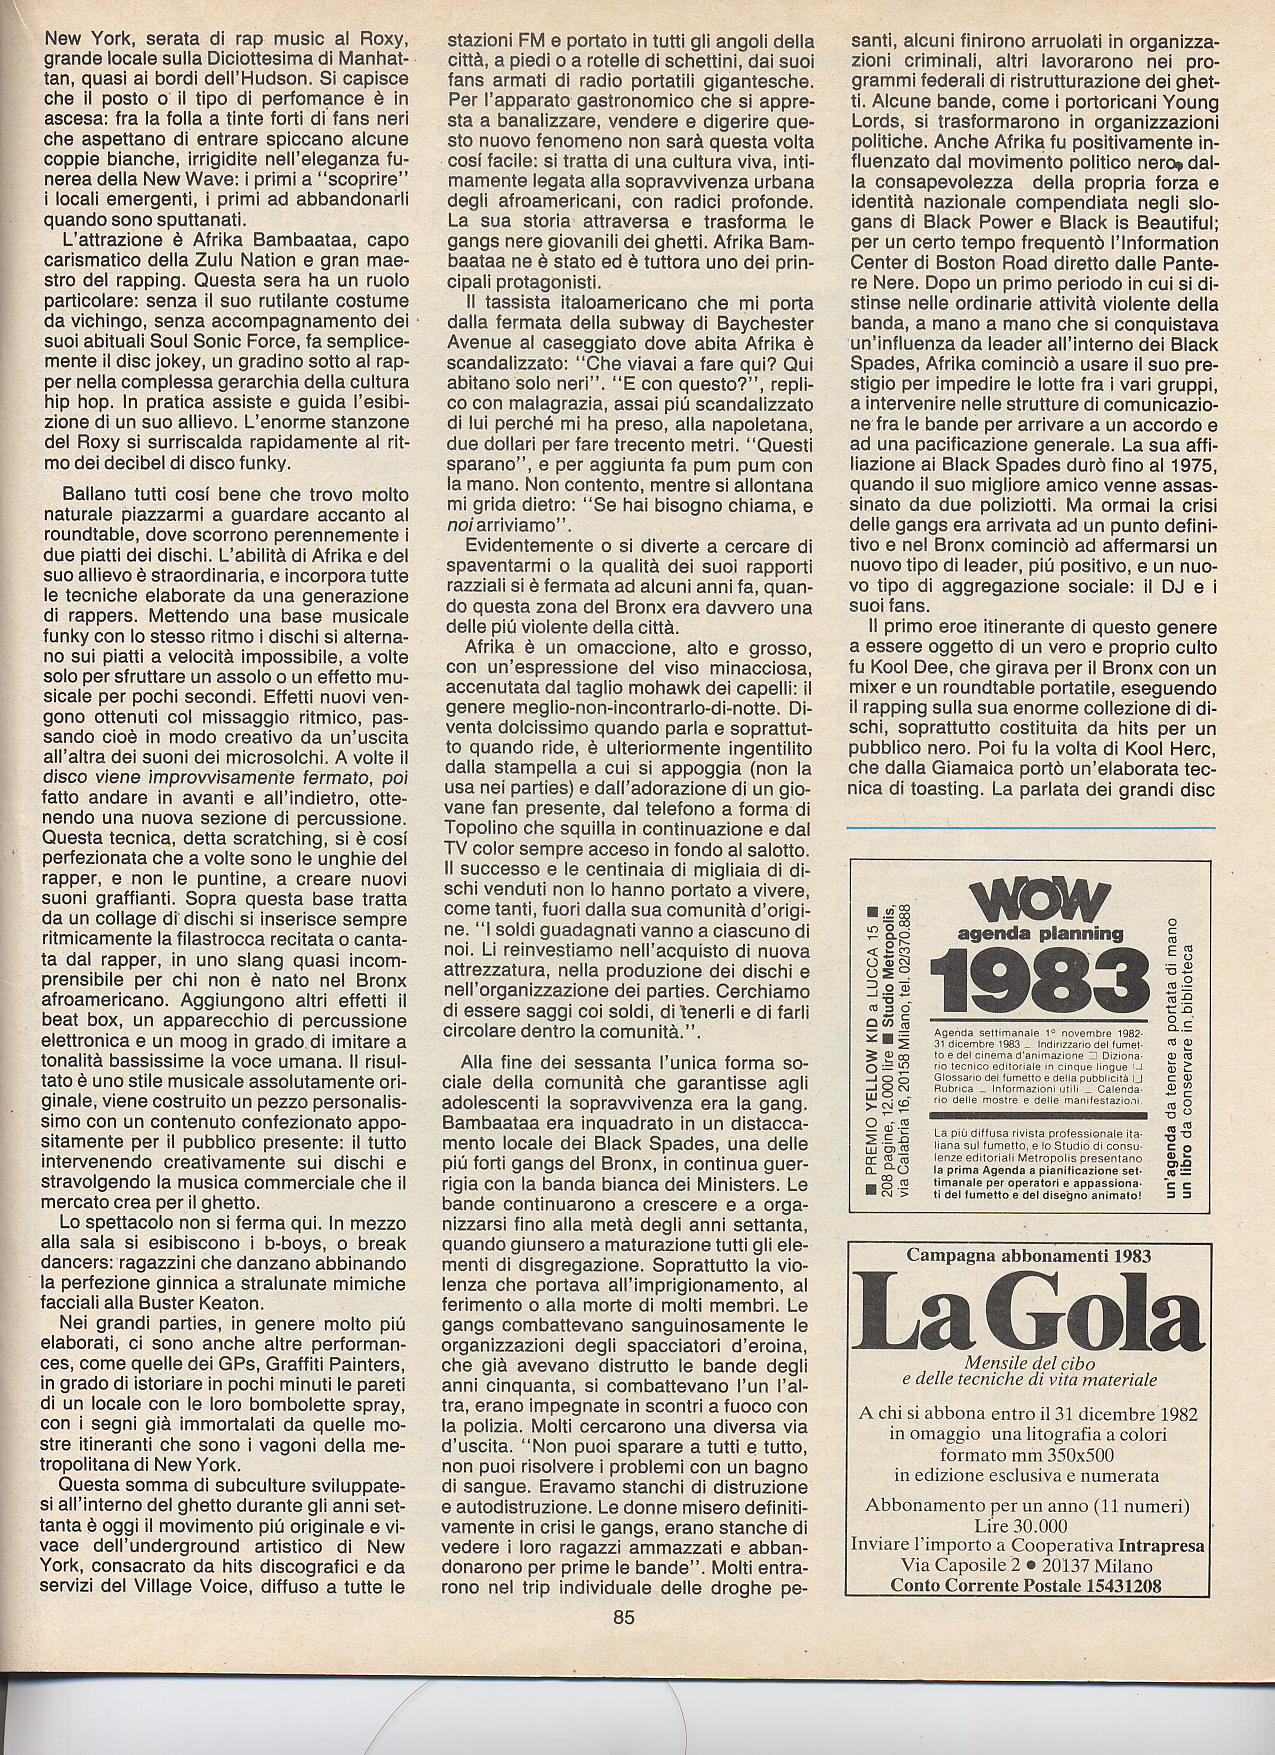 New York, serata di rap music al Roxy,
grande locale sulla Diciottesima di Manhat-
tan, quasi ai bordi dell'Hudson. Si capisce
che il posto o il tipo di perfomance è in
ascesa: fra la folla a tinte forti di fans neri
che aspettano di entrare spiccano alcune
coppie bianche, irrigidite nell'eleganza fu-
nerea della New Wave: i primi a "scoprire"
i locali emergenti, i primi ad abbandonarli
quando sono sputtanati.
L'attrazione è Afrika Bambaataa, capo
carismatico della Zulu Nation e gran mae-
stro del rapping. Questa sera ha un ruolo
particolare: senza il suo rutilante costume
da vichingo, senza accompagnamento dei
suoi abituali Soul Sonic Force, fa semplice-
mente il disc jokey, un gradino sotto al rap-
per nella complessa gerarchia della cultura
hip hop. In pratica assiste e guida l'esibi-
zione di un suo allievo. L'enorme stanzone
del Roxy si surriscalda rapidamente al rit-
mo dei decibel di disco funky.
Ballano tutti cosí bene che trovo molto
naturale piazzarmi a guardare accanto al
roundtable, dove scorrono perennemente i
due piatti dei dischi. L'abilità di Afrika e del
suo allievo è straordinaria, e incorpora tutte
le tecniche elaborate da una generazione
di rappers. Mettendo una base musicale
funky con lo stesso ritmo i dischi si alterna-
no sui piatti a velocità impossibile, a volte
solo per sfruttare un assolo o un effetto mu-
sicale per pochi secondi. Effetti nuovi ven-
gono ottenuti col missaggio ritmico, pas-
sando cioè in modo creativo da un'uscita
all'altra dei suoni dei microsolchi. A volte il
disco viene improvvisamente fermato, poi
fatto andare in avanti e all'indietro, otte-
nendo una nuova sezione di percussione.
Questa tecnica, detta scratching, si è cosí
perfezionata che a volte sono le unghie del
rapper, e non le puntine, a creare nuovi
suoni graffianti. Sopra questa base tratta
da un collage di dischi si inserisce sempre
ritmicamente la filastrocca recitata o canta-
ta dal rapper, in uno slang quasi incom-
prensibile per chi non è nato nel Bronx
afroamericano. Aggiungono altri effetti il
beat box, un apparecchio di percussione
elettronica e un moog in grado di imitare a
tonalità bassissime la voce umana. Il risul-
tato è uno stile musicale assolutamente ori-
ginale, viene costruito un pezzo personalis-
simo con un contenuto confezionato appo-
sitamente per il pubblico presente: il tutto
intervenendo creativamente sui dischi e
stravolgendo la musica commerciale che il
mercato crea per il ghetto.
Lo spettacolo non si ferma qui. In mezzo
alla sala si esibiscono i b-boys, o break
dancers: ragazzini che danzano abbinando
la perfezione ginnica a stralunate mimiche
facciali alla Buster Keaton.
Nei grandi parties, in genere molto piú
elaborati, ci sono anche altre performan-
ces, come quelle dei GPs, Graffiti Painters,
in grado di istoriare in pochi minuti le pareti
di un locale con le loro bombolette spray,
con i segni già immortalati da quelle mo-
stre itineranti che sono i vagoni della me-
tropolitana di New York.
Questa somma di subculture sviluppate-
si all'interno del ghetto durante gli anni set-
tanta è oggi il movimento piú originale e vi-
vace dell'underground artistico di New
York, consacrato da hits discografici e da
servizi del Village Voice, diffuso a tutte le
stazioni FM e portato in tutti gli angoli della
città, a piedi o a rotelle di schettini, dai suoi
fans armati di radio portatili gigantesche.
Per l'apparato gastronomico che si appre-
sta a banalizzare, vendere e digerire que-
sto nuovo fenomeno non sarà questa volta
cosí facile: si tratta di una cultura viva, inti-
mamente legata alla sopravvivenza urbana
degli afroamericani, con radici profonde.
La sua storia attraversa e trasforma le
gangs nere giovanili dei ghetti. Afrika Bam-
baataa ne è stato ed è tuttora uno dei prin-
cipali protagonisti.
Il tassista italoamericano che mi porta
dalla fermata della subway di Baychester
Avenue al caseggiato dove abita Afrika è
scandalizzato: "Che viavai a fare qui? Qui
abitano solo neri". "E con questo?", repli-
co con malagrazia, assai piú scandalizzato
di lui perché mi ha preso, alla napoletana,
due dollari per fare trecento metri. "Questi
sparano", e per aggiunta fa pum pum con
la mano. Non contento, mentre si allontana
mi grida dietro: "Se hai bisogno chiama, e
noi arriviamo".
Evidentemente o si diverte a cercare di
spaventarmi o la qualità dei suoi rapporti
razziali si è fermata ad alcuni anni fa, quan-
do questa zona del Bronx era davvero una
delle piú violente della città.
Afrika è un omaccione, alto e grosso,
con un'espressione del viso minacciosa,
accenutata dal taglio mohawk dei capelli: il
genere meglio-non-incontrarlo-di-notte. Di-
venta dolcissimo quando parla e soprattut-
to quando ride, è ulteriormente ingentilito
dalla stampella a cui si appoggia (non la
usa nei parties) e dall'adorazione di un gio-
vane fan presente, dal telefono a forma di
Topolino che squilla in continuazione e dal
TV color sempre acceso in fondo al salotto.
Il successo e le centinaia di migliaia di di-
schi venduti non lo hanno portato a vivere,
come tanti, fuori dalla sua comunità d'origi-
ne. "I soldi guadagnati vanno a ciascuno di
noi. Li reinvestiamo nell'acquisto di nuova
attrezzatura, nella produzione dei dischi e
nell'organizzazione dei parties. Cerchiamo
di essere saggi coi soldi, di tenerli e di farli
circolare dentro la comunità.".
Alla fine dei sessanta l'unica forma so-
ciale della comunità che garantisse agli
adolescenti la sopravvivenza era la gang.
Bambaataa era inquadrato in un distacca-
mento locale dei Black Spades, una delle
piú forti gangs del Bronx, in continua guer-
rigia con la banda bianca dei Ministers. Le
bande continuarono a crescere e a orga-
nizzarsi fino alla metà degli anni settanta,
quando giunsero a maturazione tutti gli ele-
menti di disgregazione. Soprattutto la vio-
lenza che portava all'imprigionamento, al
ferimento o alla morte di molti membri. Le
gangs combattevano sanguinosamente le
organizzazioni degli spacciatori d'eroina,
che già avevano distrutto le bande degli
anni cinquanta, si combattevano l'un l'al-
tra, erano impegnate in scontri a fuoco con
la polizia. Molti cercarono una diversa via
d'uscita. "Non puoi sparare a tutti e tutto,
non puoi risolvere i problemi con un bagno
di sangue. Eravamo stanchi di distruzione
e autodistruzione. Le donne misero definiti-
vamente in crisi le gangs, erano stanche di
vedere i loro ragazzi ammazzati e abban-
donarono per prime le bande". Molti entra-
rono nel trip individuale delle droghe pe-
santi, alcuni finirono arruolati in organizza-
zioni criminali, altri lavorarono nei pro-
grammi federali di ristrutturazione dei ghet-
ti. Alcune bande, come i portoricani Young
Lords, si trasformarono in organizzazioni
politiche. Anche Afrika fu positivamente in-
fluenzato dal movimento politico nero, dal-
la consapevolezza della propria forza e
identità nazionale compendiata negli slo-
gans di Black Power e Black is Beautiful;
per un certo tempo frequentò l'Information
Center di Boston Road diretto dalle Pante-
re Nere. Dopo un primo periodo in cui si di-
stinse nelle ordinarie attività violente della
banda, a mano a mano che si conquistava
un'influenza da leader all'interno dei Black
Spades, Afrika cominciò a usare il suo pre-
stigio per impedire le lotte fra i vari gruppi,
a intervenire nelle strutture di comunicazio-
ne fra le bande per arrivare a un accordo e
ad una pacificazione generale. La sua affi-
liazione ai Black Spades durò fino al 1975,
quando il suo migliore amico venne assas-
sinato da due poliziotti. Ma ormai la crisi
delle gangs era arrivata ad un punto defini-
tivo e nel Bronx cominciò ad affermarsi un
nuovo tipo di leader, piú positivo, e un nuo-
vo tipo di aggregazione sociale: il DJ e i
suoi fans.
Il primo eroe itinerante di questo genere
a essere oggetto di un vero e proprio culto
fu Kool Dee, che girava per il Bronx con un
mixer e un roundtable portatile, eseguendo
il rapping sulla sua enorme collezione di di-
schi, soprattutto costituita da hits per un
pubblico nero. Poi fu la volta di Kool Herc,
che dalla Giamaica portò un'elaborata tec-
nica di toasting. La parlata dei grandi disc
■ PREMIO YELLOW KID a LUCCA 15 ■
208 pagine, 12.000 lire ■ Studio Metropolis,
via Calabria 16, 20158 Milano, tel. 02/370.888
WOW
agenda planning
1983
Agenda settimanale 1° novembre 1982-
31 dicembre 1983 _ Indirizzario del fumet-
to e del cinema d'animazione □ Diziona-
rio tecnico editoriale in cinque lingue □
Glossario del fumetto e della pubblicità □
Rubrica _ Informazioni utili _ Calenda-
rio delle mostre e delle manifestazioni.
La più diffusa rivista professionale ita-
liana sul fumetto, e lo Studio di consu-
lenze editoriali Metropolis presentano
la prima Agenda a pianificazione set-
timanale per operatori e appassiona-
ti del fumetto e del disegno animato!
un'agenda da tenere a portata di mano
un libro da conservare in biblioteca
Campagna abbonamenti 1983
La Gola
Mensile del cibo
e delle tecniche di vita materiale
A chi si abbona entro il 31 dicembre 1982
in omaggio una litografia a colori
formato mm 350x500
in edizione esclusiva e numerata
Abbonamento per un anno (11 numeri)
Lire 30.000
Inviare l'importo a Cooperativa Intrapresa
Via Caposile 2 ● 20137 Milano
Conto Corrente Postale 15431208
85